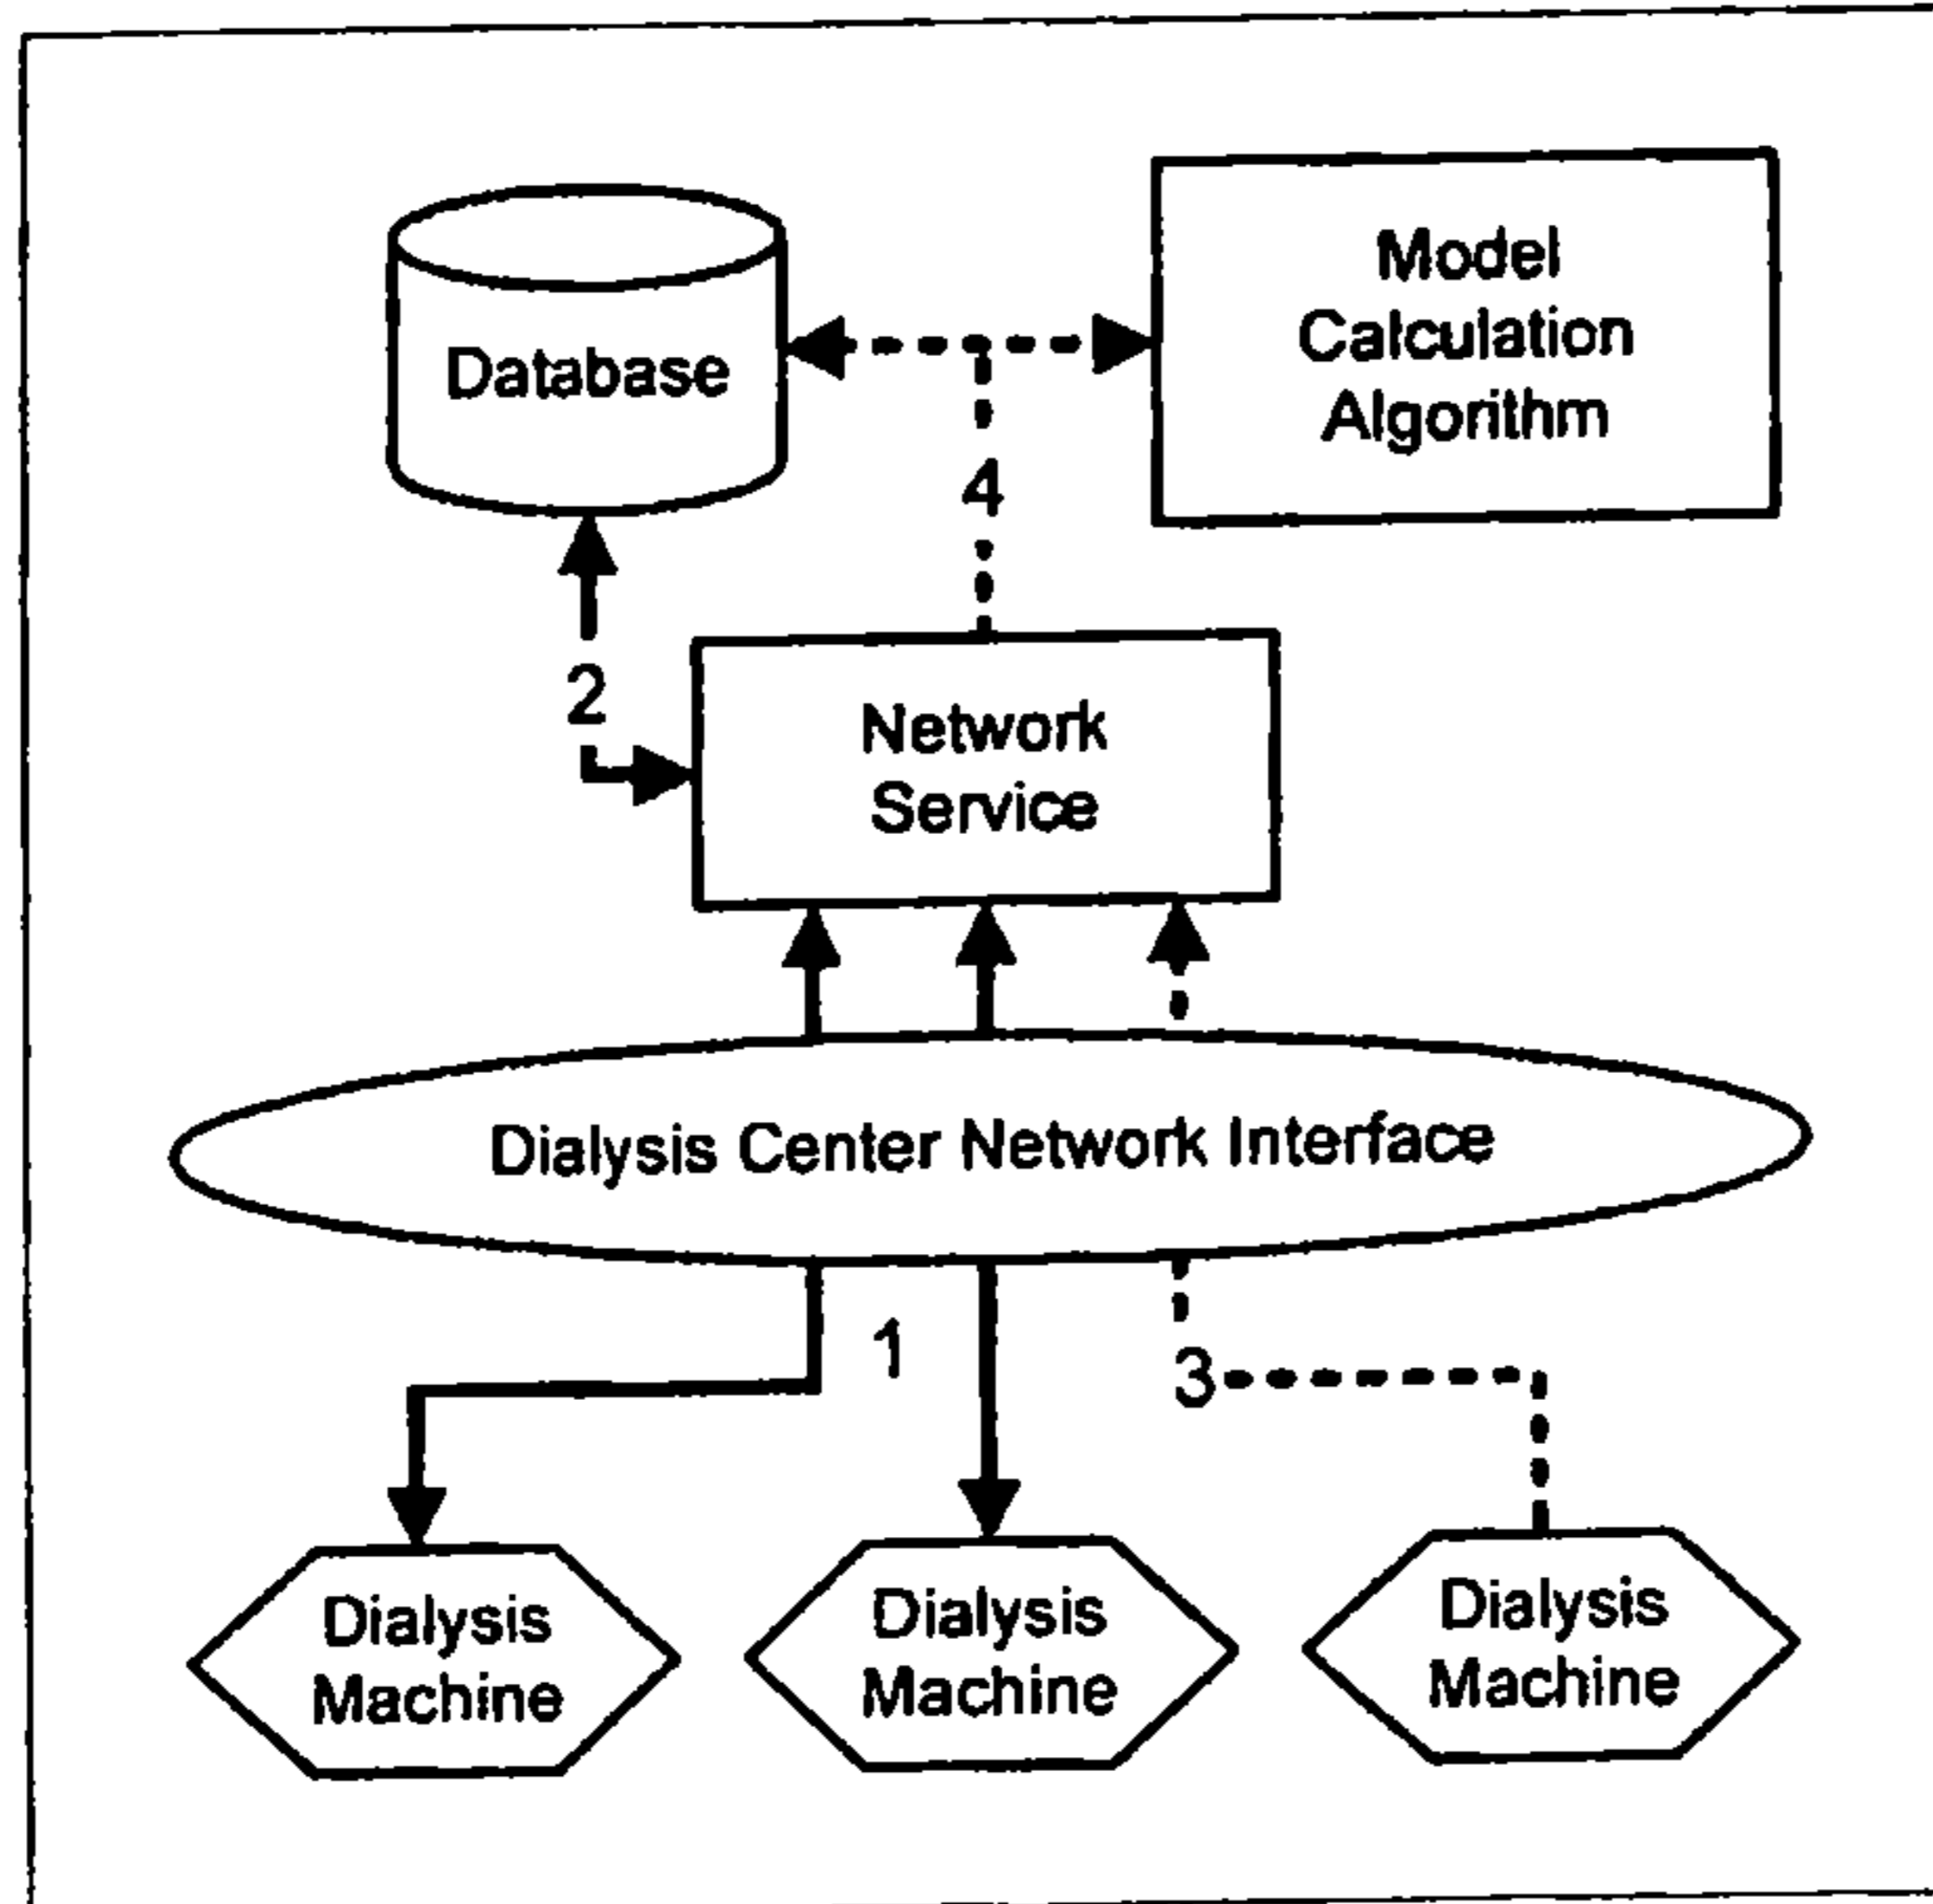 Model
Calculation
Algorithm
Database
4
2
Network
Service
Dialysis Center Network Interface
1
3
Dialysis
Machine
Dialysis
Machine
Dialysis
Machine